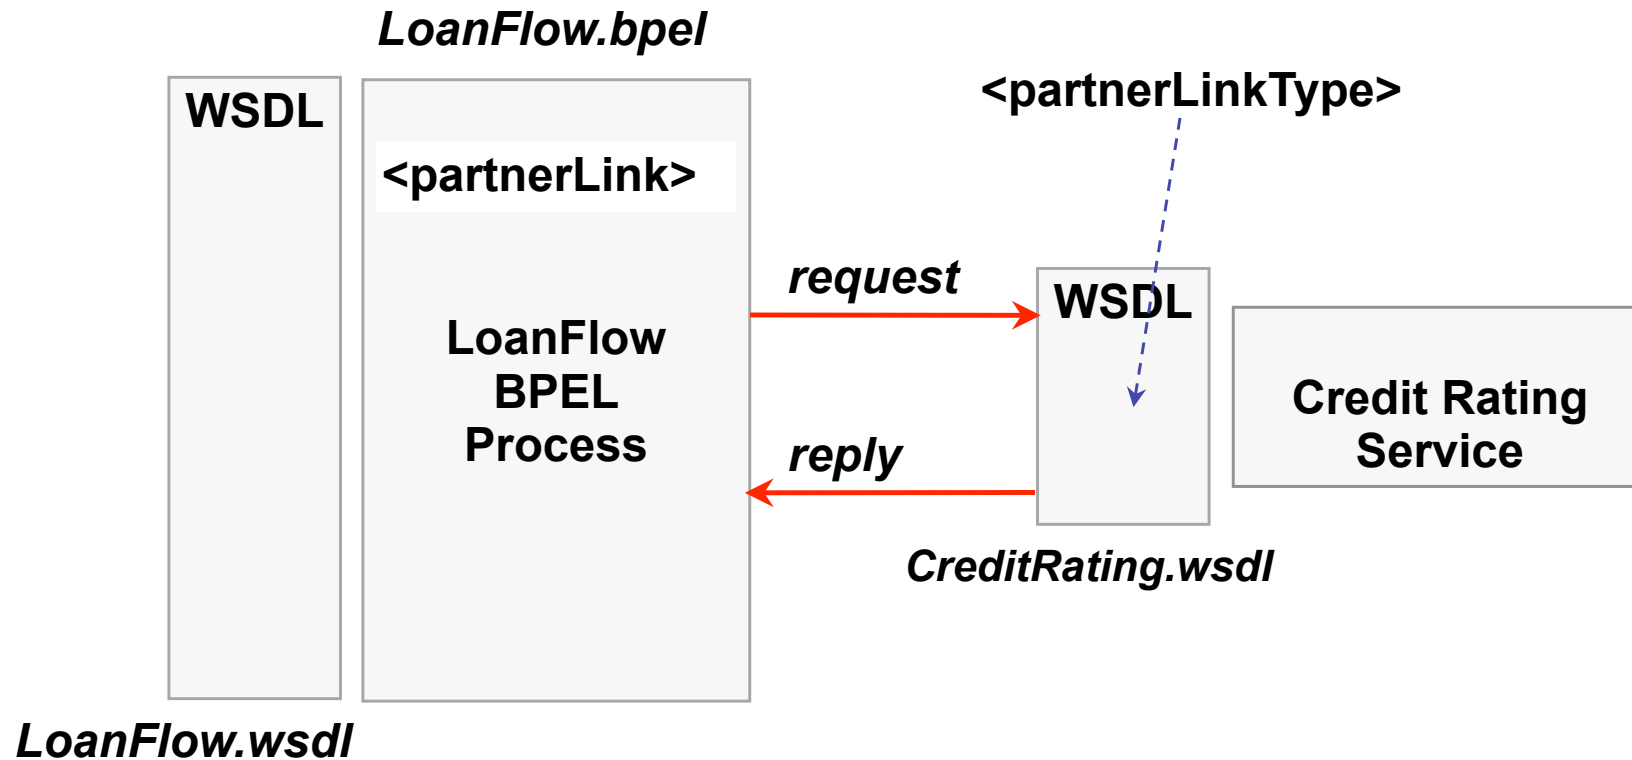 LoanFlow.bpel
WSDL
<partnerLinkType>
<partnerLink>
request
WSDL
LoanFlow
BPEL
Process
Credit Rating
Service
reply
CreditRating.wsdl
LoanFlow.wsdl